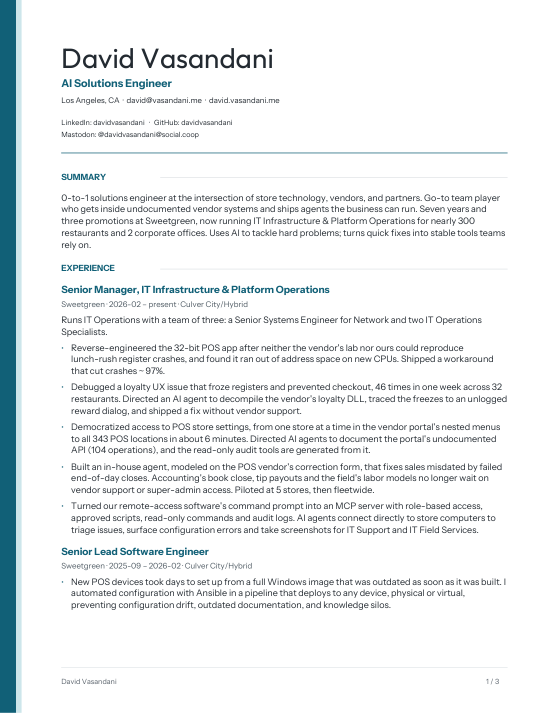 David Vasandani
AI Solutions Engineer
Los Angeles, CA · david@vasandani.me · david.vasandani.me
LinkedIn: davidvasandani · GitHub: davidvasandani
Mastodon: @davidvasandani@social.coop
SUMMARY
0-to-1 solutions engineer at the intersection of store technology, vendors, and partners. Go-to team player
who gets inside undocumented vendor systems and ships agents the business can run. Seven years and
three promotions at Sweetgreen, now running IT Infrastructure & Platform Operations for nearly 300
restaurants and 2 corporate offices. Uses AI to tackle hard problems; turns quick fixes into stable tools teams
rely on.
EXPERIENCE
Senior Manager, IT Infrastructure & Platform Operations
Sweetgreen · 2026-02 – present · Culver City/Hybrid
Runs IT Operations with a team of three: a Senior Systems Engineer for Network and two IT Operations
Specialists.
· Reverse-engineered the 32-bit POS app after neither the vendor's lab nor ours could reproduce
lunch-rush register crashes, and found it ran out of address space on new CPUs. Shipped a workaround
that cut crashes ~ 97%.
· Debugged a loyalty UX issue that froze registers and prevented checkout, 46 times in one week across 32
restaurants. Directed an AI agent to decompile the vendor's loyalty DLL, traced the freezes to an unlogged
reward dialog, and shipped a fix without vendor support.
· Democratized access to POS store settings, from one store at a time in the vendor portal's nested menus
to all 343 POS locations in about 6 minutes. Directed AI agents to document the portal's undocumented
API (104 operations), and the read-only audit tools are generated from it.
· Built an in-house agent, modeled on the POS vendor's correction form, that fixes sales misdated by failed
end-of-day closes. Accounting's book close, tip payouts and the field's labor models no longer wait on
vendor support or super-admin access. Piloted at 5 stores, then fleetwide.
· Turned our remote-access software's command prompt into an MCP server with role-based access,
approved scripts, read-only commands and audit logs. AI agents connect directly to store computers to
triage issues, surface configuration errors and take screenshots for IT Support and IT Field Services.
Senior Lead Software Engineer
Sweetgreen · 2025-09 – 2026-02 · Culver City/Hybrid
· New POS devices took days to set up from a full Windows image that was outdated as soon as it was built. I
automated configuration with Ansible in a pipeline that deploys to any device, physical or virtual,
preventing configuration drift, outdated documentation, and knowledge silos.
David Vasandani
1 / 3